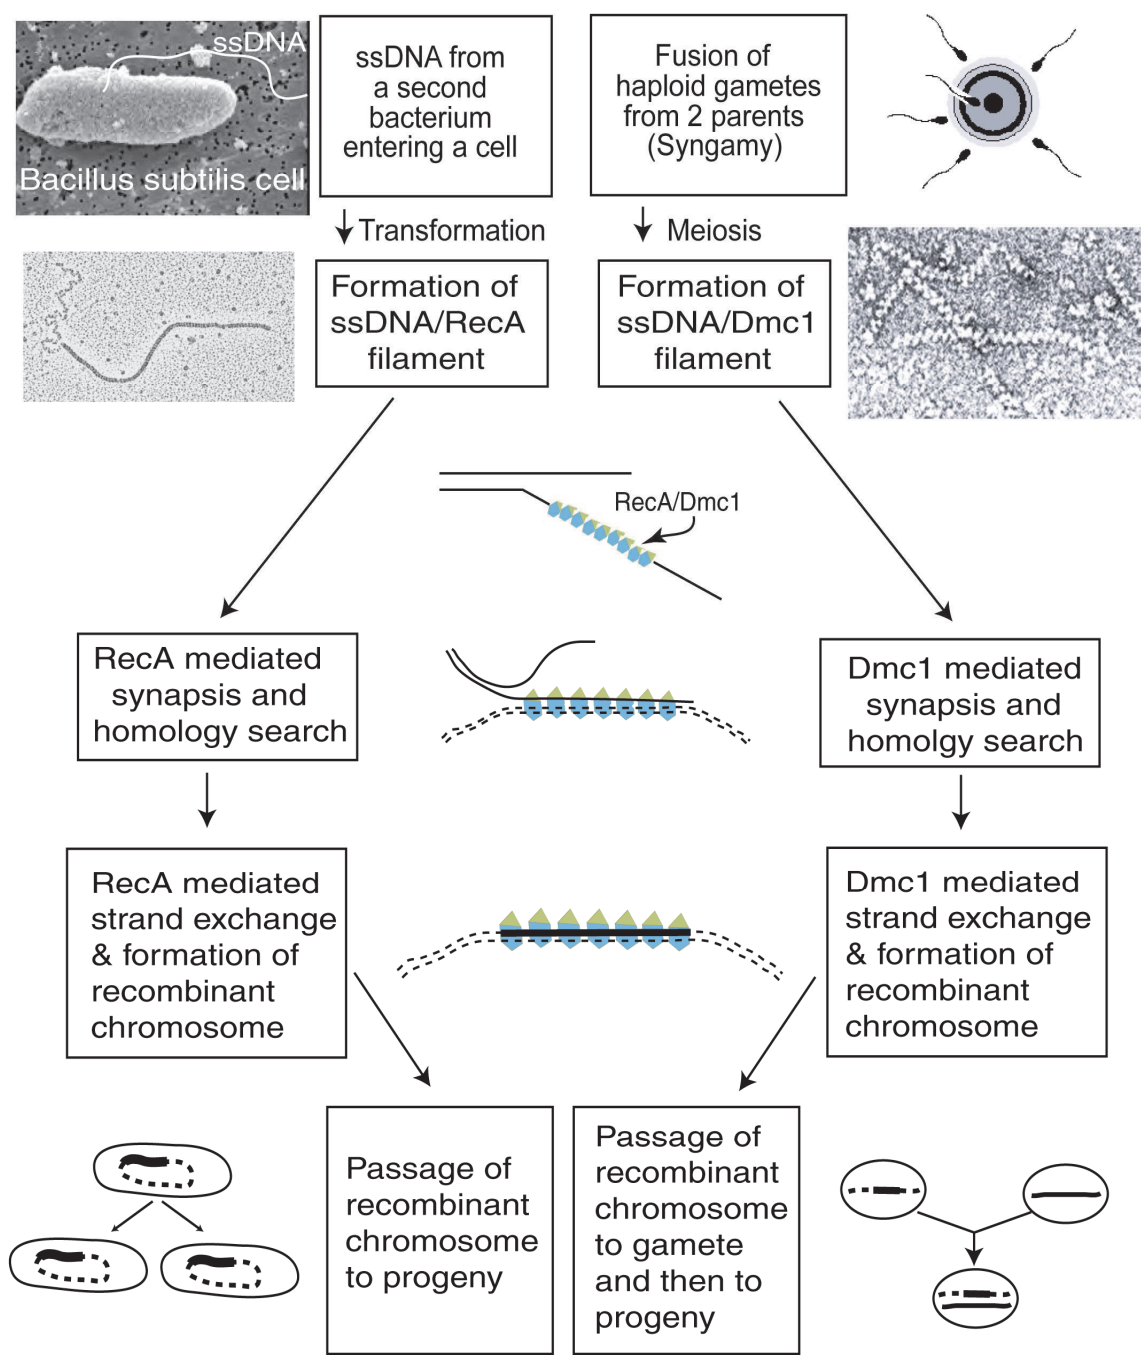 ssDNA
Bacillus subtilis cell
ssDNA from
a second
bacterium
entering a cell
Fusion of
haploid gametes
from 2 parents
(Syngamy)
Transformation
Meiosis
Formation of
ssDNA/RecA
filament
Formation of
ssDNA/Dmc1
filament
RecA/Dmc1
RecA mediated
synapsis and
homology search
Dmc1 mediated
synapsis and
homolgy search
RecA mediated
strand exchange
& formation of
recombinant
chromosome
Dmc1 mediated
strand exchange
& formation of
recombinant
chromosome
Passage of
recombinant
chromosome
to progeny
Passage of
recombinant
chromosome
to gamete
and then to
progeny